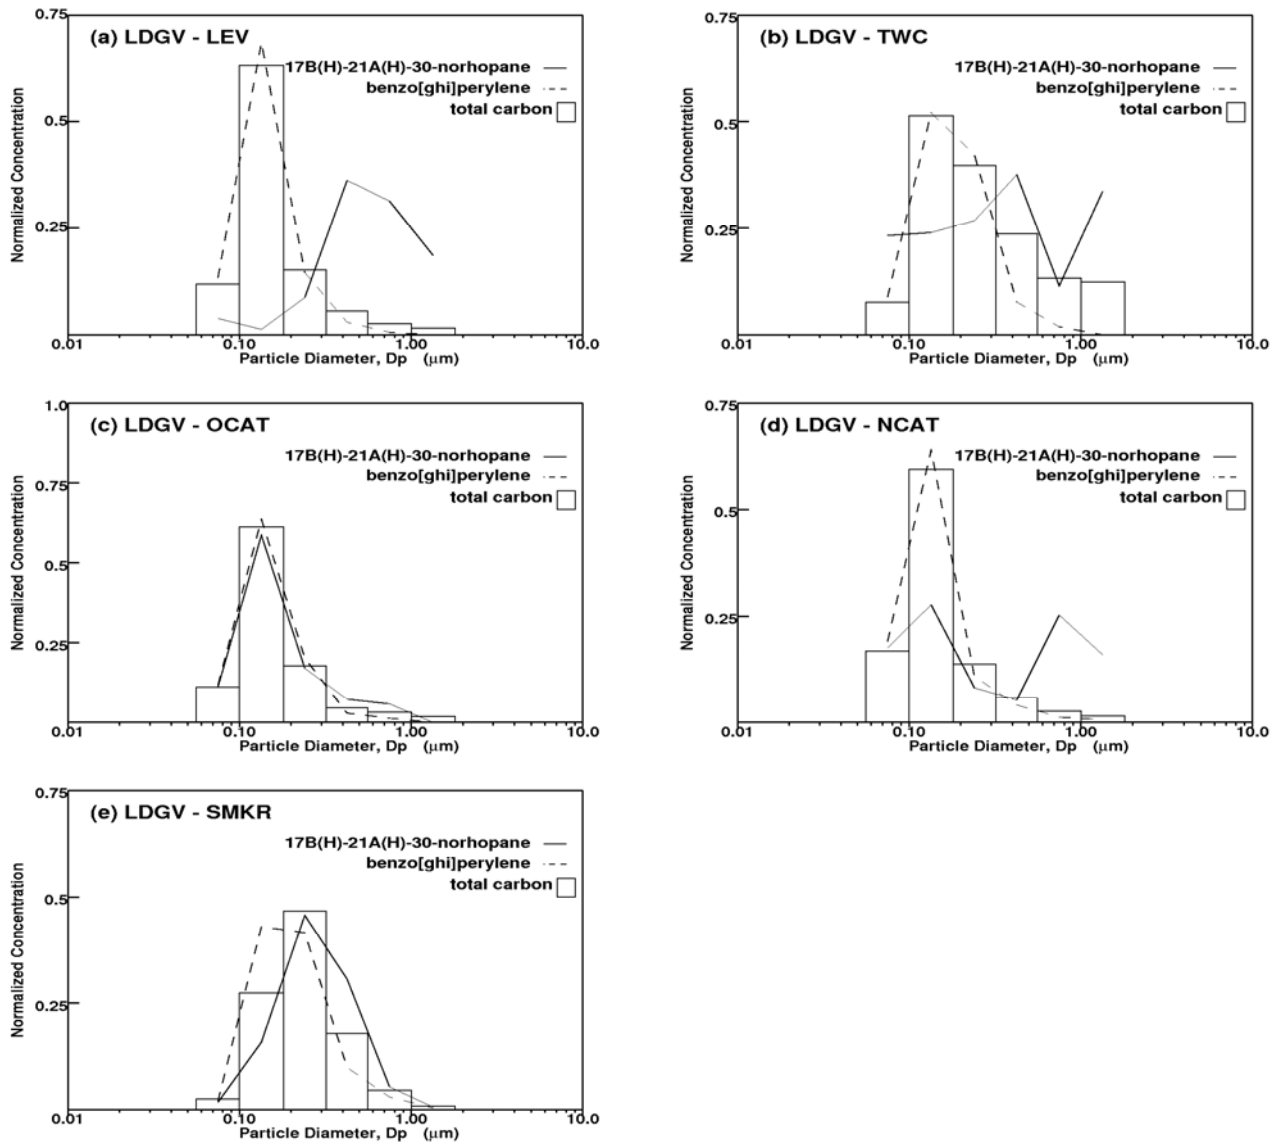 0.75
(a) LDGV - LEV
17B(H)-21A(H)-30-norhopane
benzo[ghi]perylene
total carbon
0.5
0.25
Normalized Concentration
0.01
0.10
1.00
10.0
Particle Diameter, Dp (μm)
0.75
(b) LDGV - TWC
17B(H)-21A(H)-30-norhopane
benzo[ghi]perylene
total carbon
0.5
0.25
Normalized Concentration
0.01
0.10
1.00
10.0
Particle Diameter, Dp (μm)
1.0
(c) LDGV - OCAT
17B(H)-21A(H)-30-norhopane
benzo[ghi]perylene
total carbon
0.75
0.5
0.25
Normalized Concentration
0.01
0.10
1.00
10.0
Particle Diameter, Dp (μm)
0.75
(d) LDGV - NCAT
17B(H)-21A(H)-30-norhopane
benzo[ghi]perylene
total carbon
0.5
0.25
Normalized Concentration
0.01
0.10
1.00
10.0
Particle Diameter, Dp (μm)
0.75
(e) LDGV - SMKR
17B(H)-21A(H)-30-norhopane
benzo[ghi]perylene
total carbon
0.5
0.25
Normalized Concentration
0.01
0.10
1.00
10.0
Particle Diameter, Dp (μm)